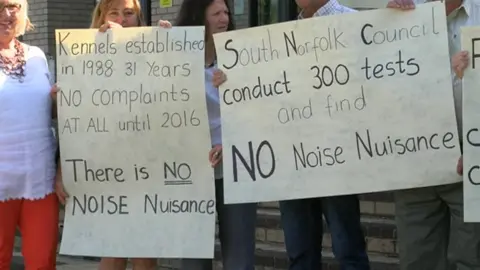 Kennels established
in 1988 31 Years
No complaints
AT ALL until 2016
There is NO
NOISE Nuisance
South Norfolk Council
conduct 300 tests
and find
NO Noise Nuisance